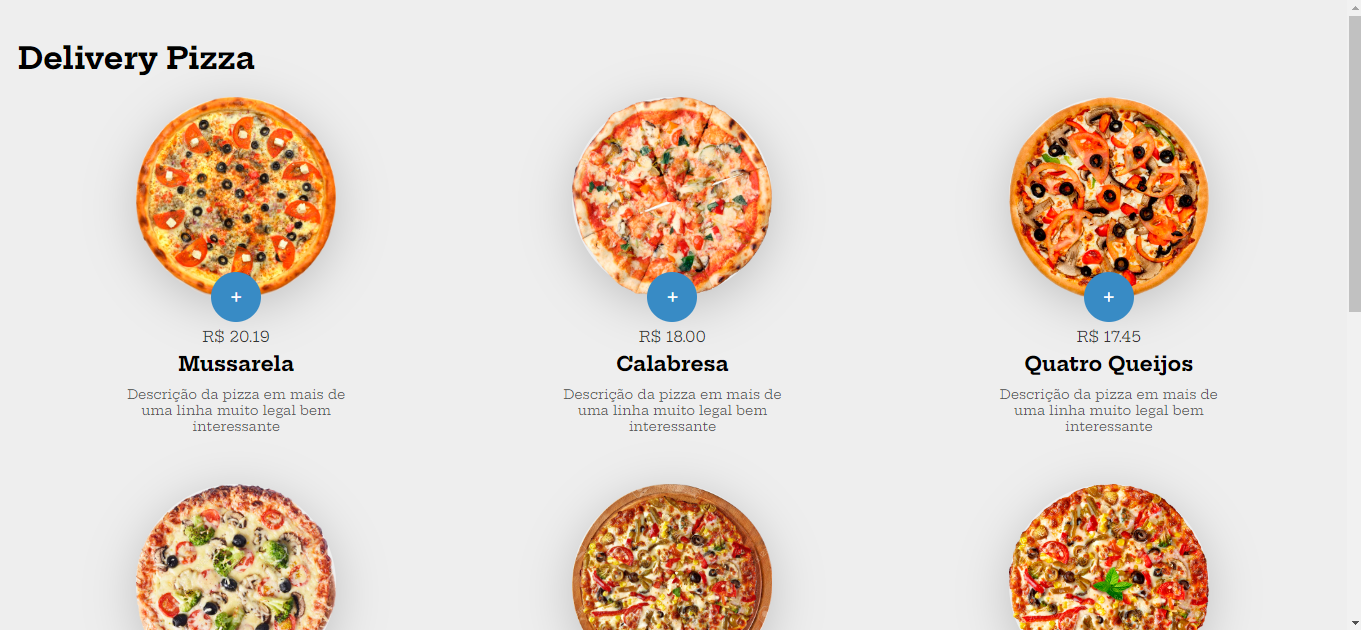 Delivery Pizza
+
+
+
R$ 20.19
R$ 18.00
R$ 17.45
Mussarela
Calabresa
Quatro Queijos
Descrição da pizza em mais de
uma linha muito legal bem
interessante
Descrição da pizza em mais de
uma linha muito legal bem
interessante
Descrição da pizza em mais de
uma linha muito legal bem
interessante